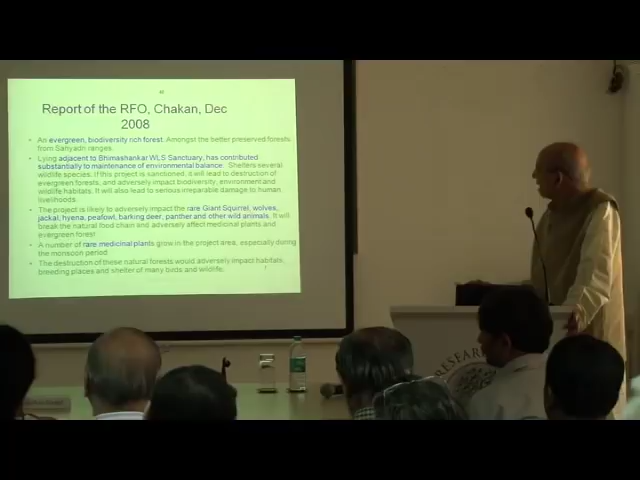 Report of the RFO, Chakan, Dec
2008
An evergreen, biodiversity rich forest. Amongst the better preserved forests
from Sahyadri ranges.
Lying adjacent to Bhimashankar WLS Sanctuary, has contributed
substantially to maintenance of environmental balance. Shelters several
wildlife species. If this project is sanctioned, it will lead to destruction of
evergreen forests, and adversely impact biodiversity, environment and
wildlife habitats. It will also lead to serious irreparable damage to human
livelihoods.
The project is likely to adversely impact the rare Giant Squirrel, wolves,
jackal, hyena, peafowl, barking deer, panther and other wild animals. It will
break the natural food chain and adversely affect medicinal plants and
evergreen forest
A number of rare medicinal plants grow in the project area, especially during
the monsoon period
The destruction of these natural forests would adversely impact habitats,
breeding places and shelter of many birds and wildlife.
RESEARC